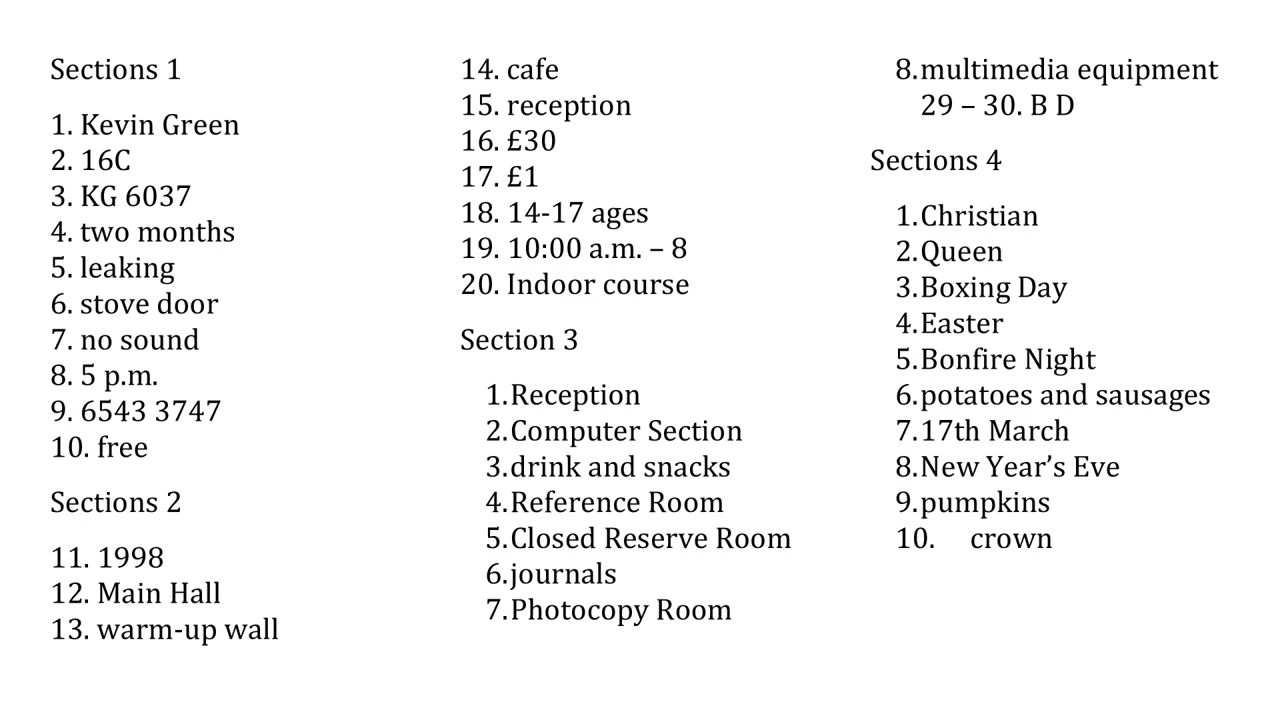 Sections 1
1. Kevin Green
2. 16C
3. KG 6037
4. two months
5. leaking
6. stove door
7. no sound
8. 5 p.m.
9. 6543 3747
10. free
Sections 2
11. 1998
12. Main Hall
13. warm-up wall
14. cafe
15. reception
16. £30
17. £1
18. 14-17 ages
19. 10:00 a.m. – 8
20. Indoor course
Section 3
1. Reception
2. Computer Section
3. drink and snacks
4. Reference Room
5. Closed Reserve Room
6. journals
7. Photocopy Room
8. multimedia equipment
29 – 30. B D
Sections 4
1. Christian
2. Queen
3. Boxing Day
4. Easter
5. Bonfire Night
6. potatoes and sausages
7. 17th March
8. New Year’s Eve
9. pumpkins
10. crown